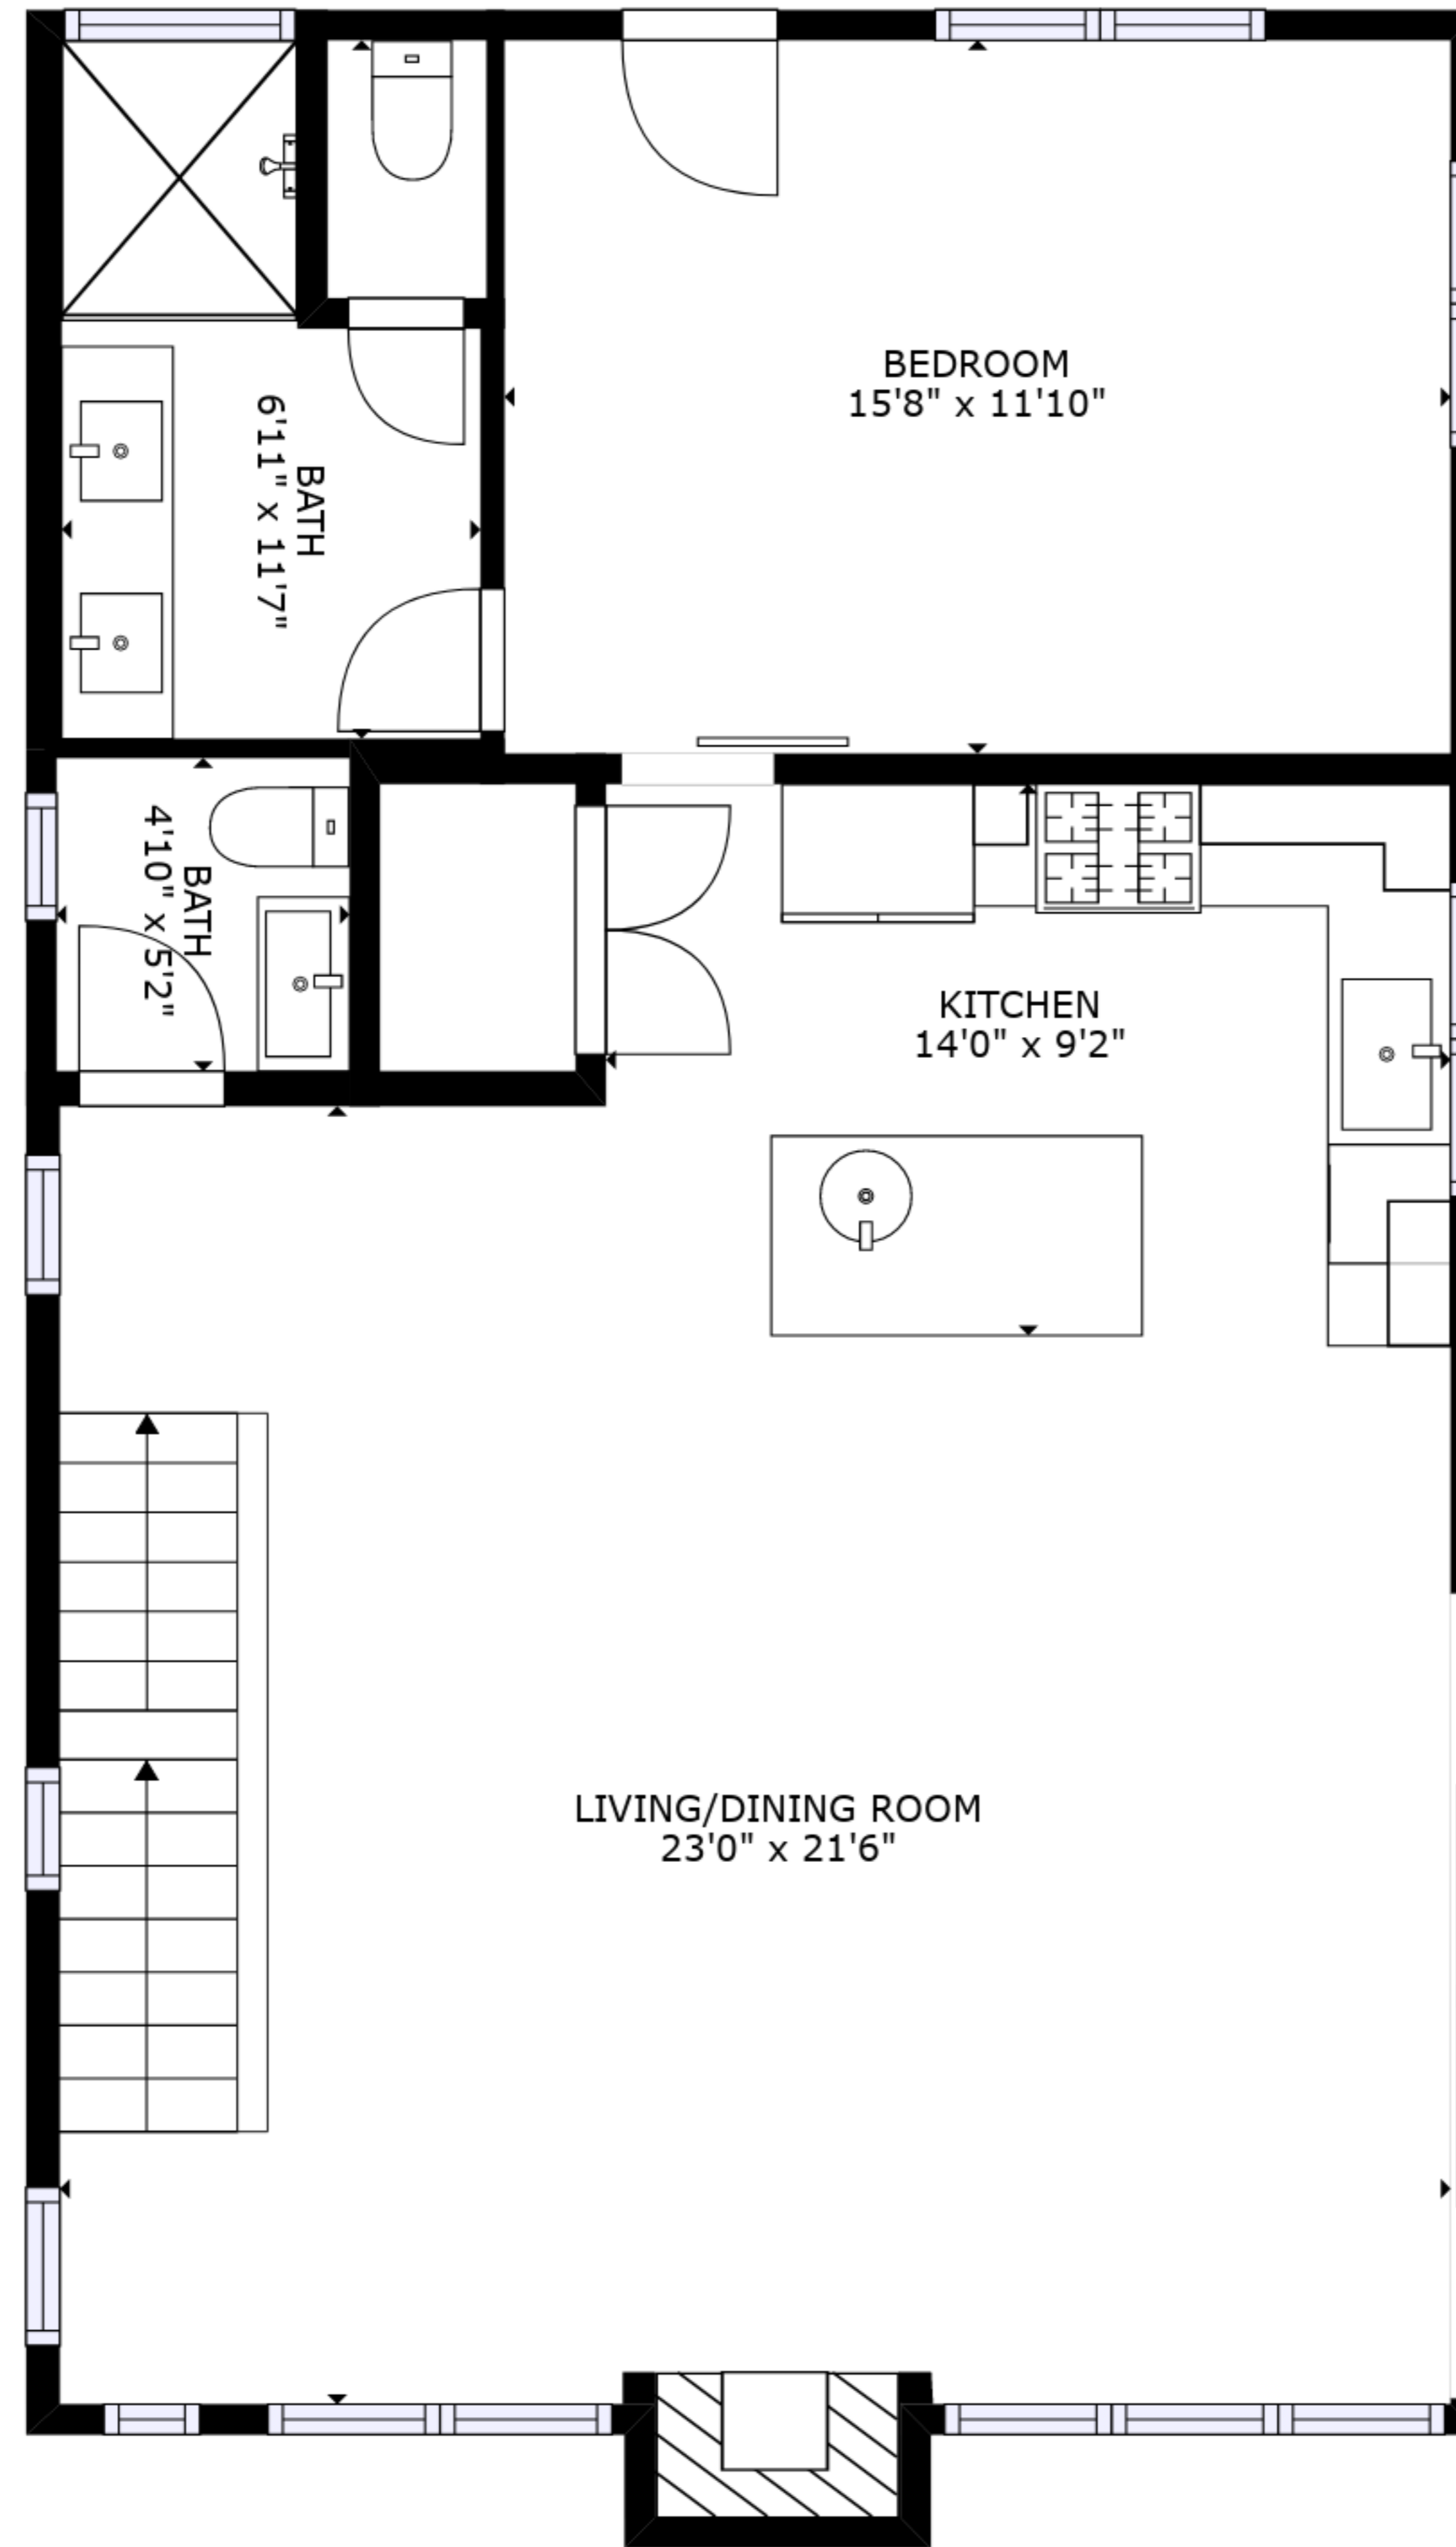 BEDROOM
15'8" x 11'10"
BATH
6'11" x 11'7"
BATH
4'10" x 5'2"
KITCHEN
14'0" x 9'2"
LIVING/DINING ROOM
23'0" x 21'6"